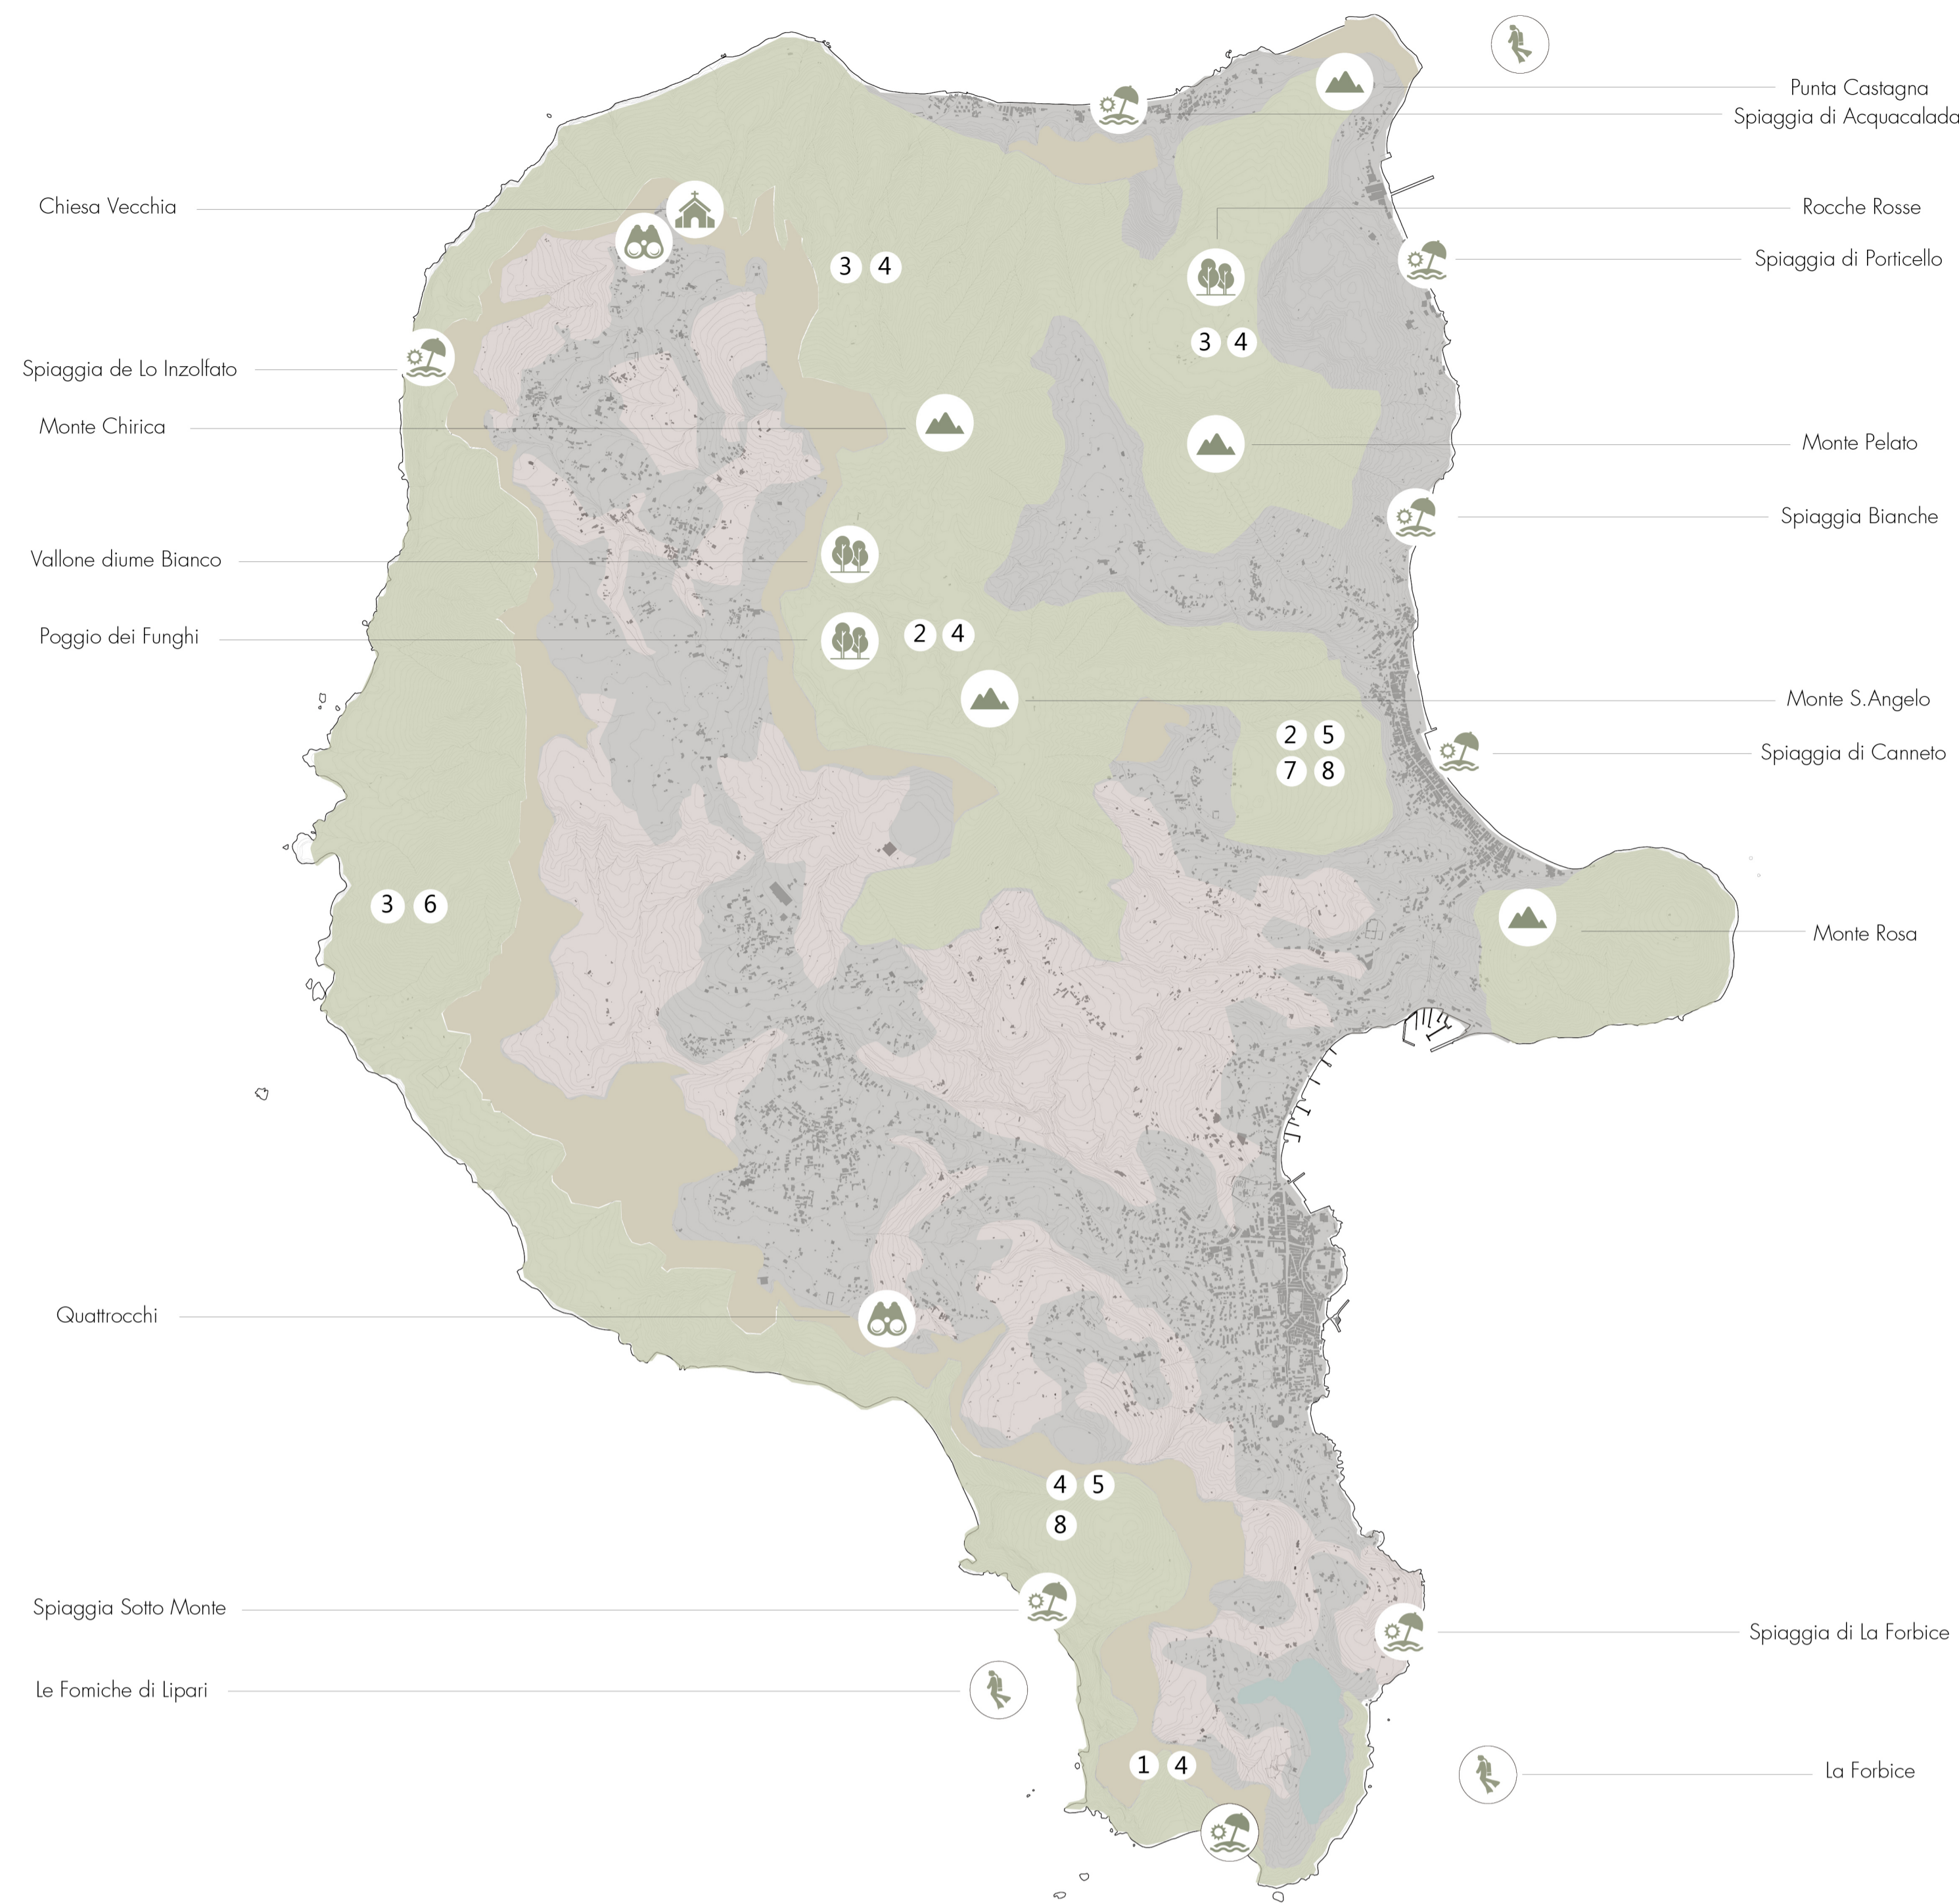 Punta Castagna
Spiaggia di Acquacalada
Chiesa Vecchia
Rocche Rosse
Spiaggia di Porticello
3 4
3 4
Spiaggia de Lo Inzolfato
Monte Chirica
Monte Pelato
Spiaggia Bianche
Vallone diume Bianco
Poggio dei Funghi
2 4
Monte S.Angelo
2 5
7 8
Spiaggia di Canneto
3 6
Monte Rosa
Quattrocchi
4 5
8
Spiaggia Sotto Monte
Spiaggia di La Forbice
Le Fomiche di Lipari
1 4
La Forbice